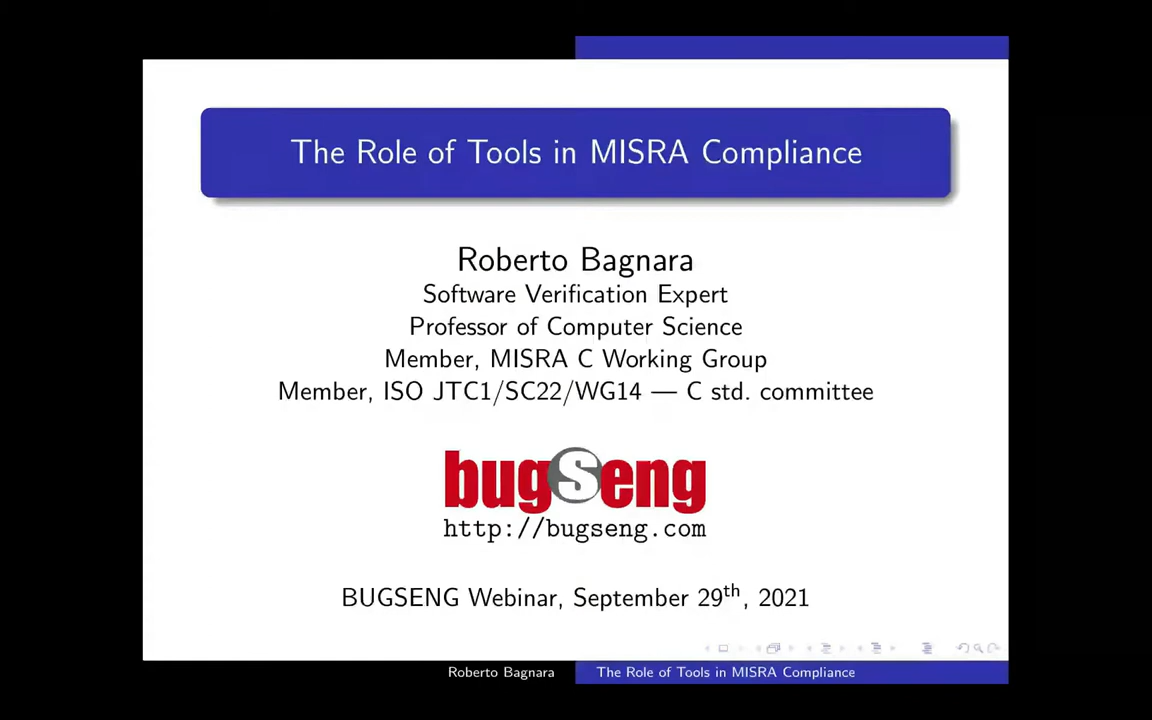 The Role of Tools in MISRA Compliance
Roberto Bagnara
Software Verification Expert
Professor of Computer Science
Member, MISRA C Working Group
Member, ISO JTC1/SC22/WG14 — C std. committee
bugSeng
http://bugseng.com
BUGSENG Webinar, September 29th, 2021
Roberto Bagnara The Role of Tools in MISRA Compliance